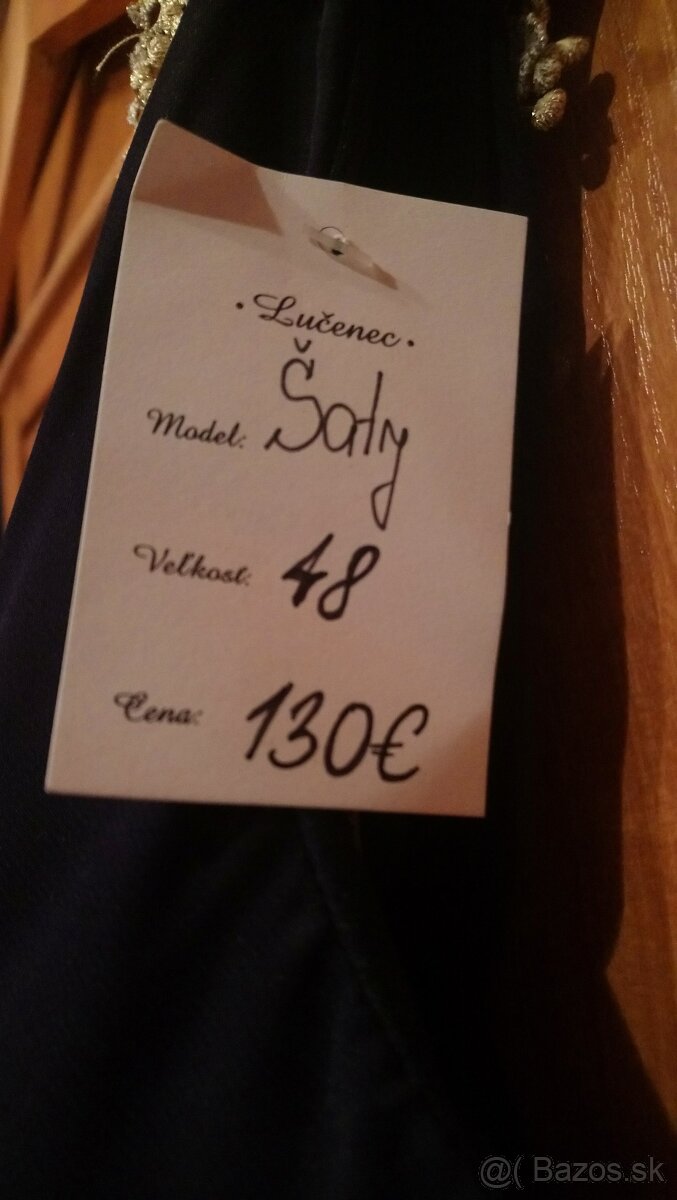 · Lučenec ·
Model: Šaty
Veľkosť: 48
Cena: 130€
@( Bazos.sk